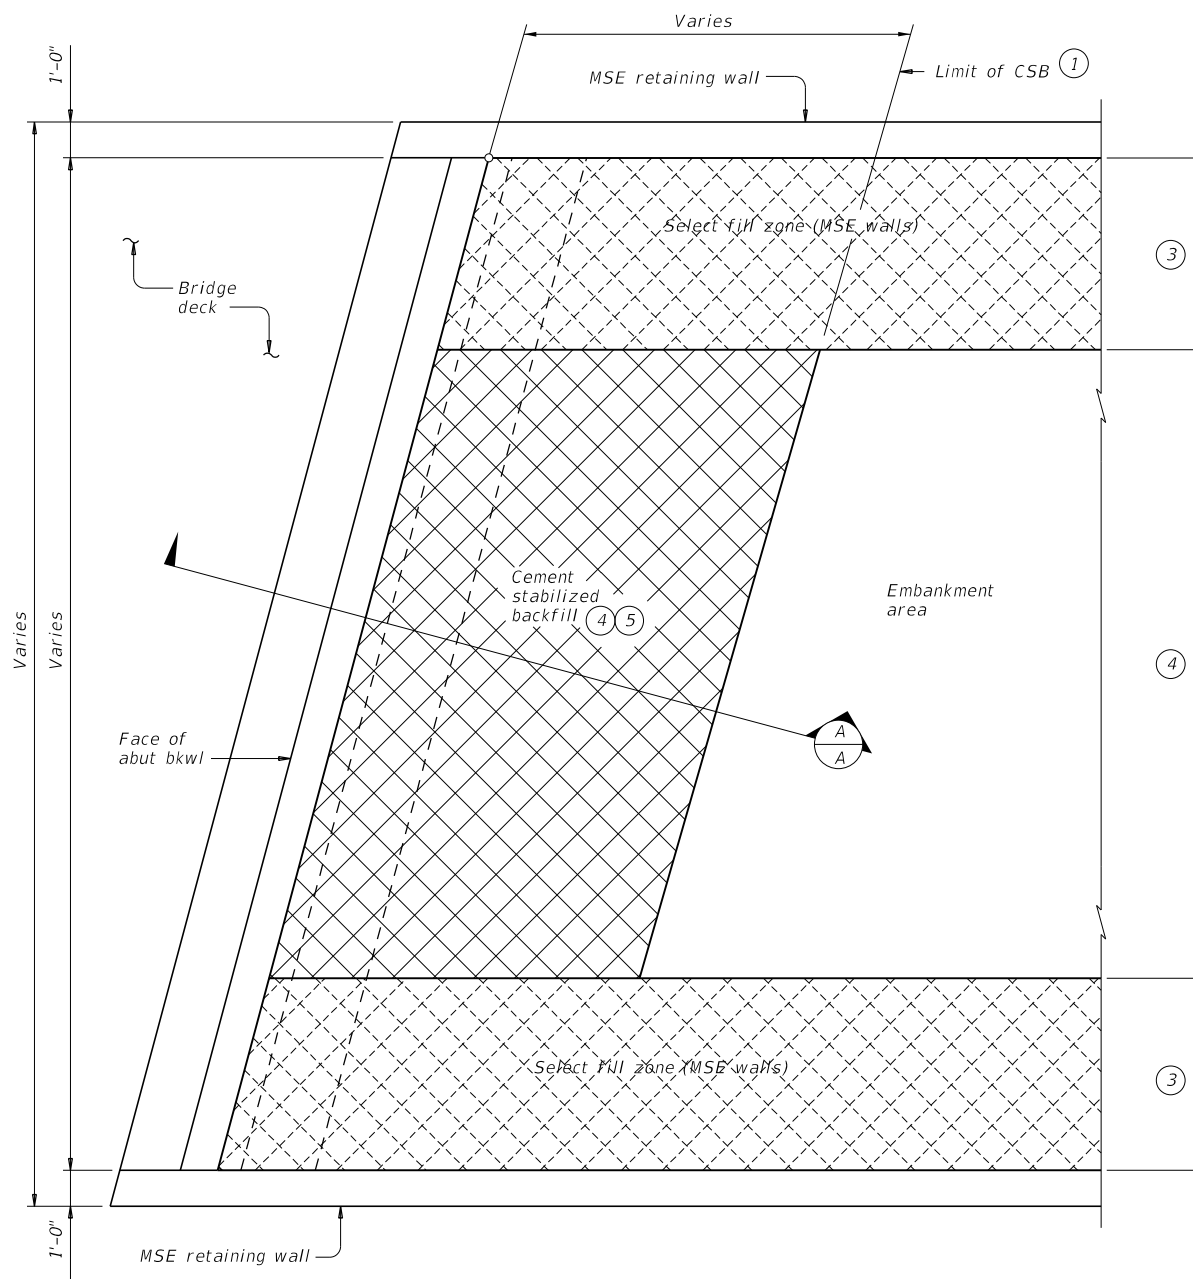 Varies
1'-0"
MSE retaining wall
Limit of CSB 1
Select fill zone (MSE walls)
3
Bridge
deck
Cement
stabilized
backfill 4 5
Embankment
area
Varies
Varies
4
A
A
Face of
abut bkwl
Select fill zone (MSE walls)
3
1'-0"
MSE retaining wall